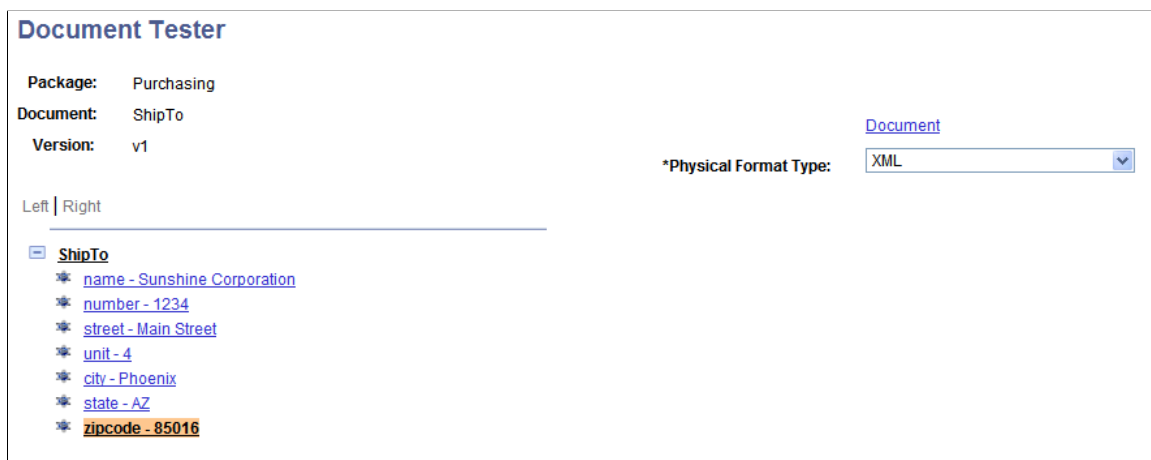 Document Tester
Package: Purchasing
Document: ShipTo
Version: v1
Document
*Physical Format Type: XML
Left | Right
ShipTo
name - Sunshine Corporation
number - 1234
street - Main Street
unit - 4
city - Phoenix
state - AZ
zipcode - 85016